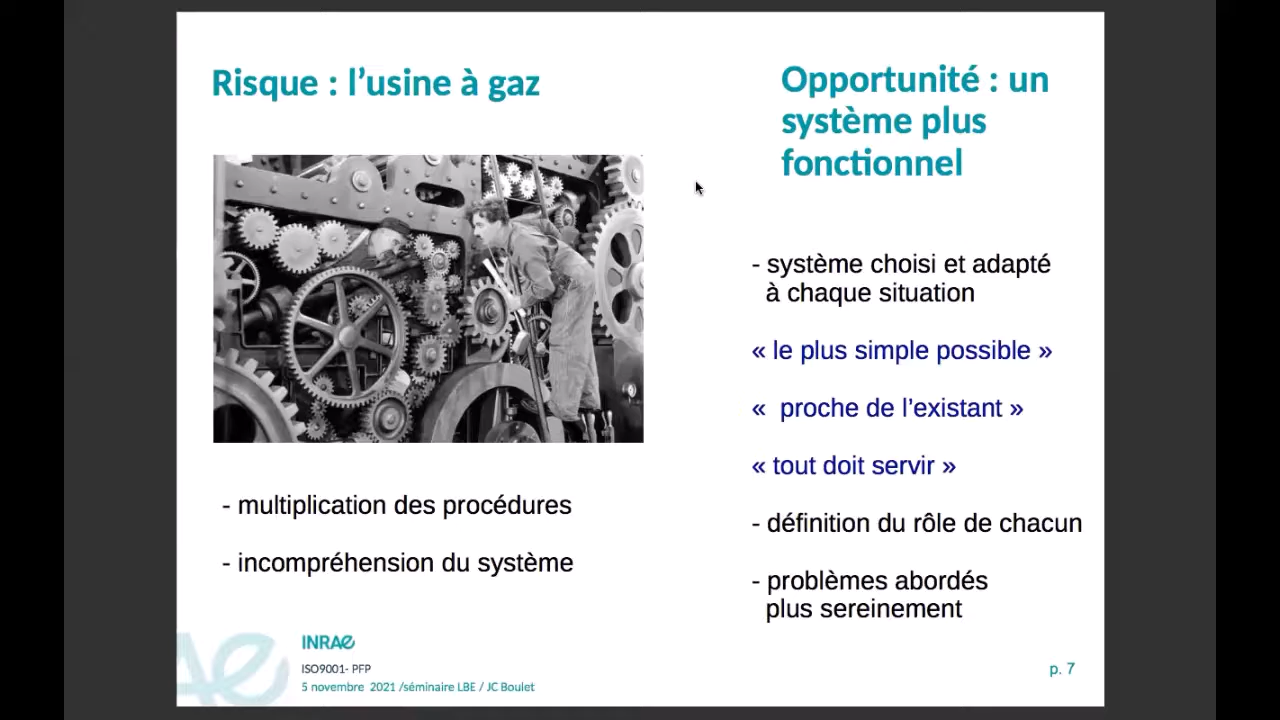 Risque : l’usine à gaz
- multiplication des procédures
- incompréhension du système
Opportunité : un
système plus
fonctionnel
- système choisi et adapté
à chaque situation
« le plus simple possible »
«  proche de l’existant »
« tout doit servir »
- définition du rôle de chacun
- problèmes abordés
plus sereinement
INRAE
ISO9001- PFP
5 novembre  2021 /séminaire LBE / JC Boulet
p. 7